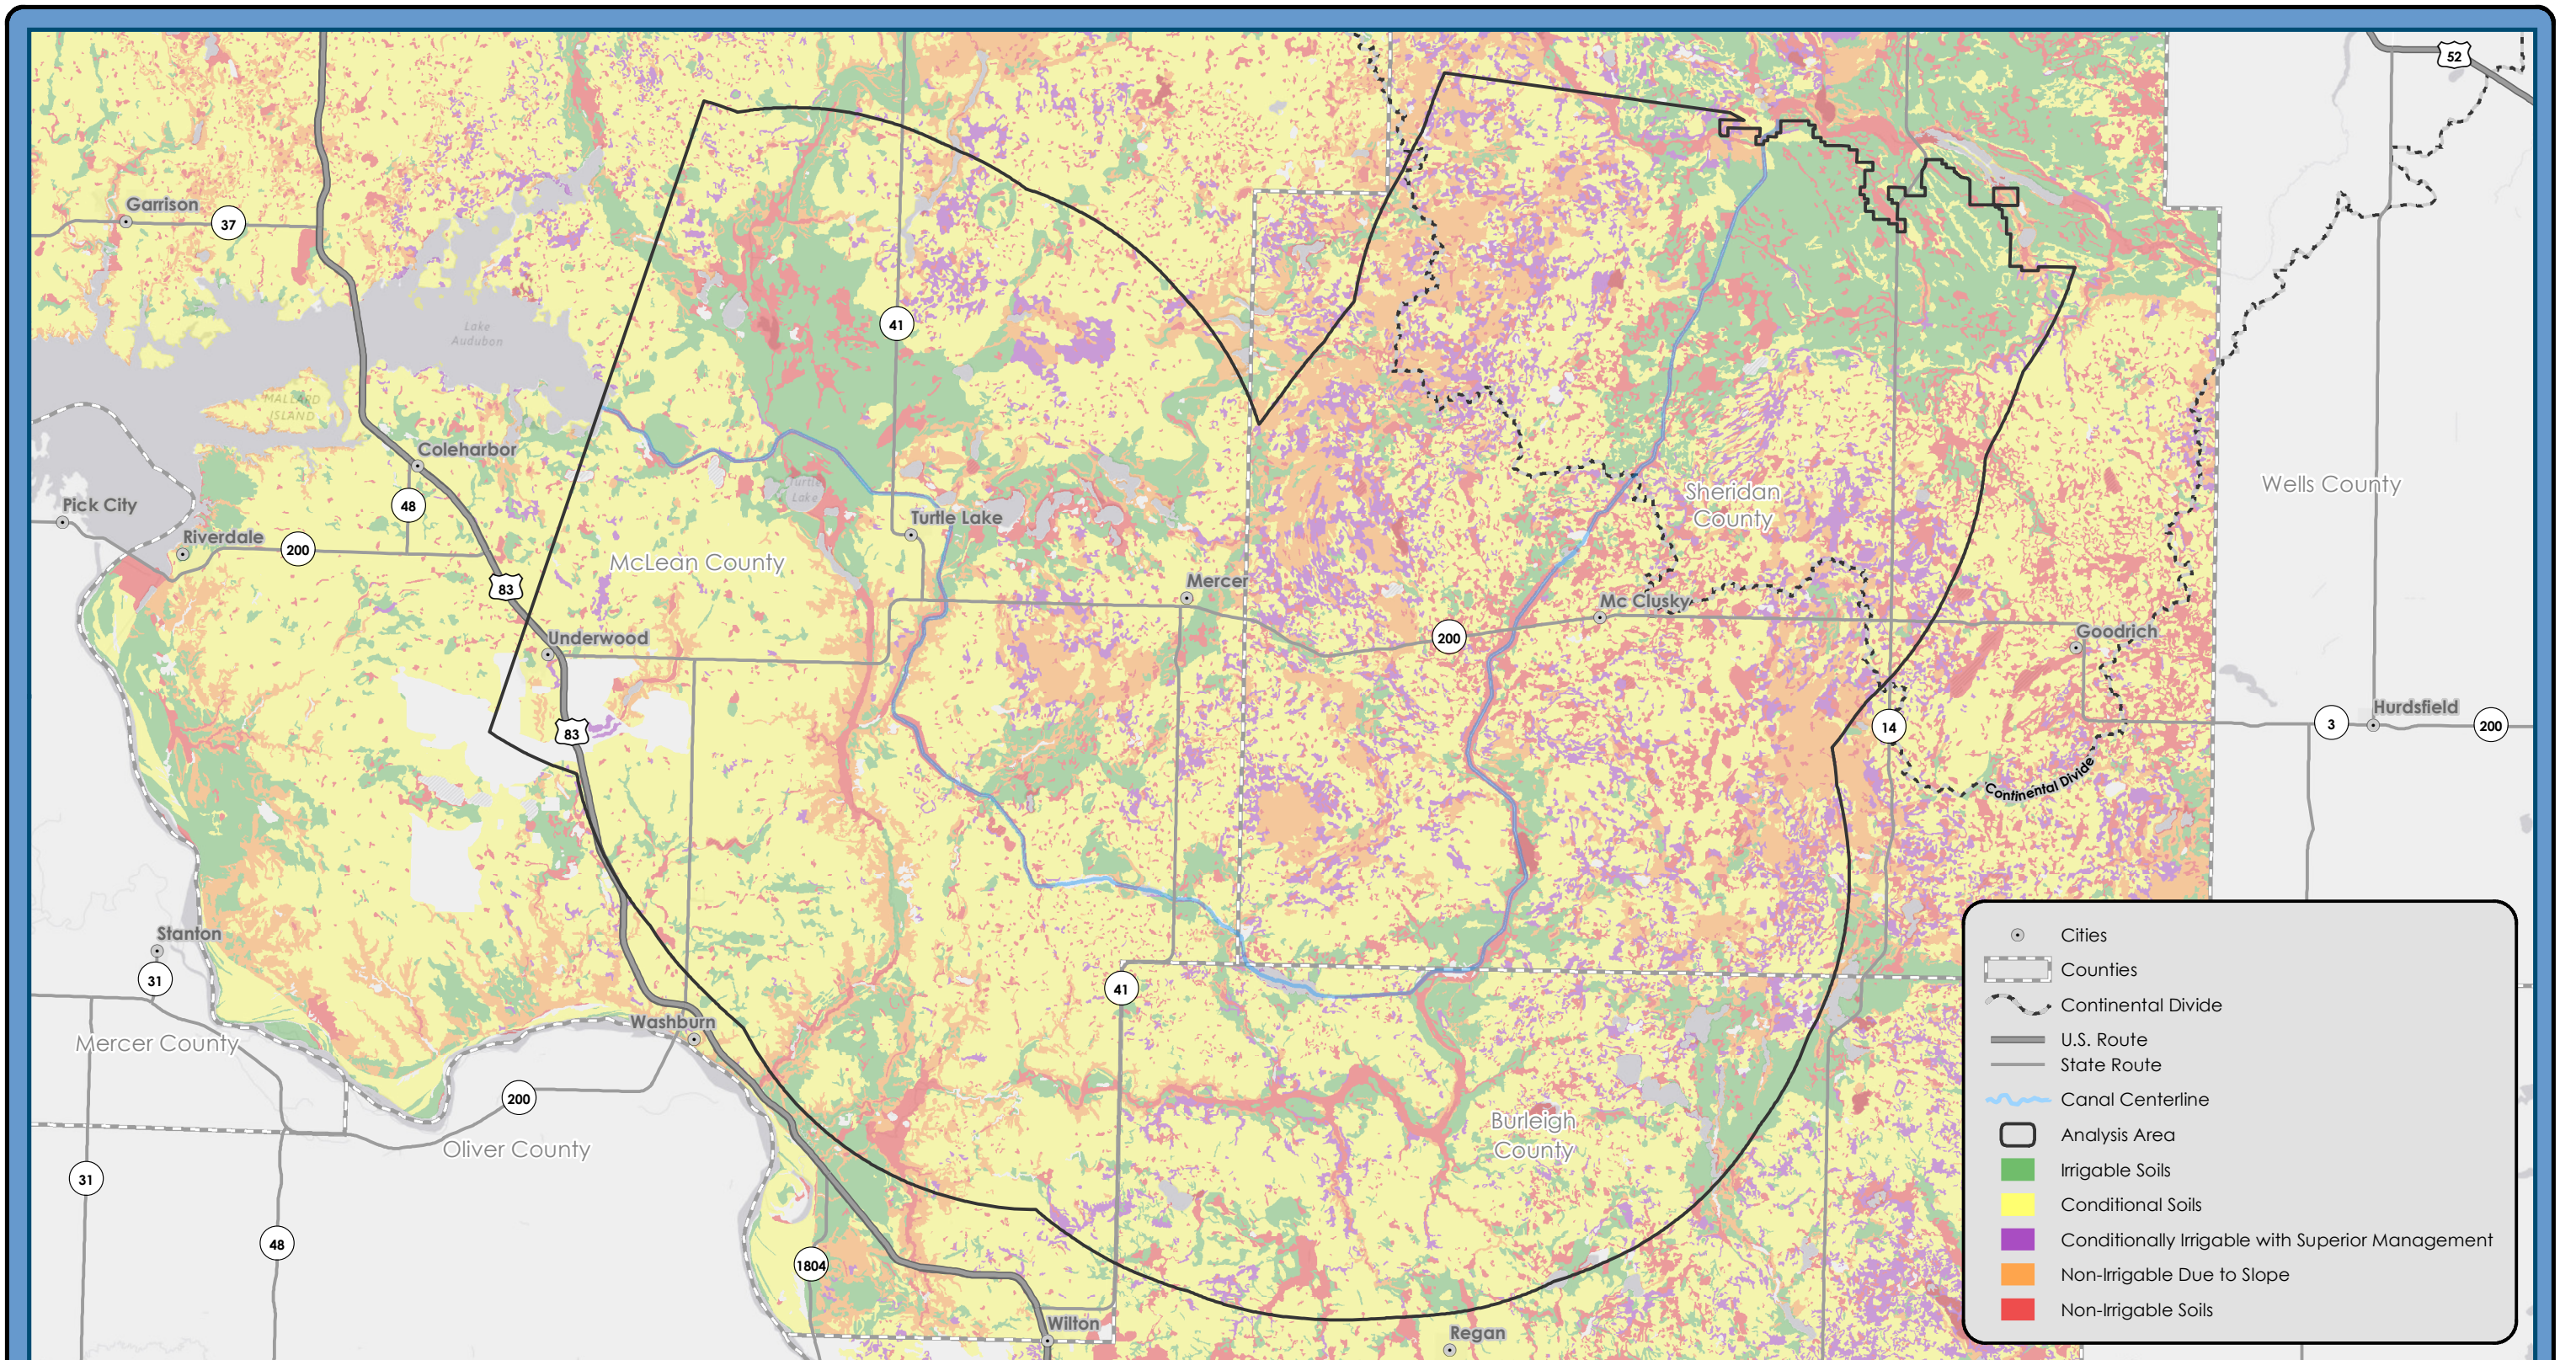 52
Garrison
37
41
Lake
Audubon
MALLARD
ISLAND
Coleharbor
Pick City
48
Turtle
Lake
Turtle Lake
Sheridan
County
Wells County
Riverdale
200
McLean County
83
Mercer
Mc Clusky
Underwood
200
Goodrich
83
14
Hurdsfield
3
200
Continental Divide
Stanton
31
41
Washburn
Mercer County
200
Oliver County
Burleigh
County
31
48
1804
Wilton
Regan
Cities
Counties
Continental Divide
U.S. Route
State Route
Canal Centerline
Analysis Area
Irrigable Soils
Conditional Soils
Conditionally Irrigable with Superior Management
Non-Irrigable Due to Slope
Non-Irrigable Soils